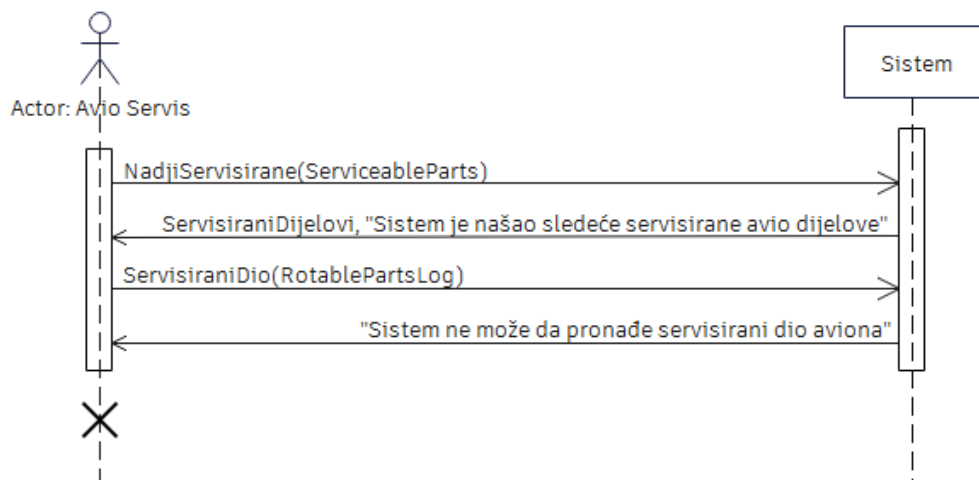 Sistem
Actor: Avio Servis
NadjiServisirane(ServiceableParts)
ServisiraniDijelovi, "Sistem je našao sledeće servisirane avio dijelove"
ServisiraniDio(RotablePartsLog)
"Sistem ne može da pronađe servisirani dio aviona"